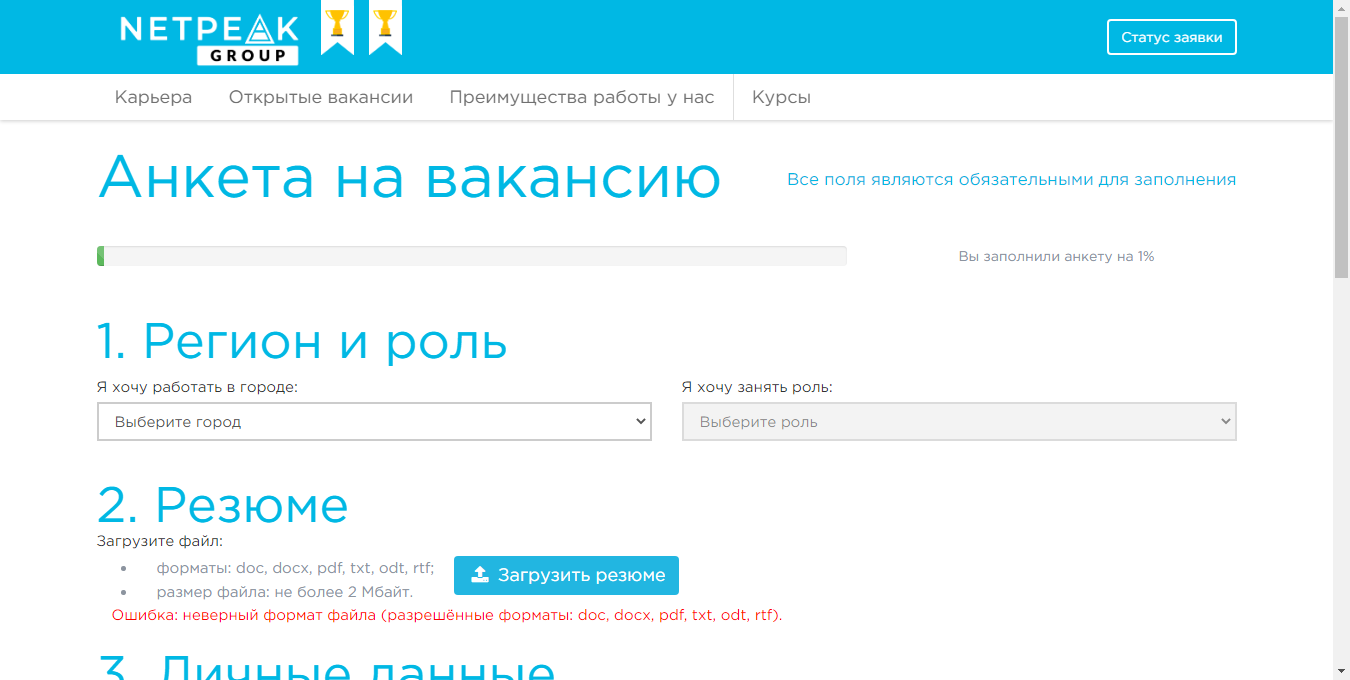 NETPEAK
GROUP
Статус заявки
Карьера
Открытые вакансии
Преимущества работы у нас
Курсы
Анкета на вакансию
Все поля являются обязательными для заполнения
Вы заполнили анкету на 1%
1. Регион и роль
Я хочу работать в городе:
Я хочу занять роль:
Выберите город
Выберите роль
2. Резюме
Загрузите файл:
форматы: doc, docx, pdf, txt, odt, rtf;
размер файла: не более 2 Мбайт.
Загрузить резюме
Ошибка: неверный формат файла (разрешённые форматы: doc, docx, pdf, txt, odt, rtf).
3. Личные данные